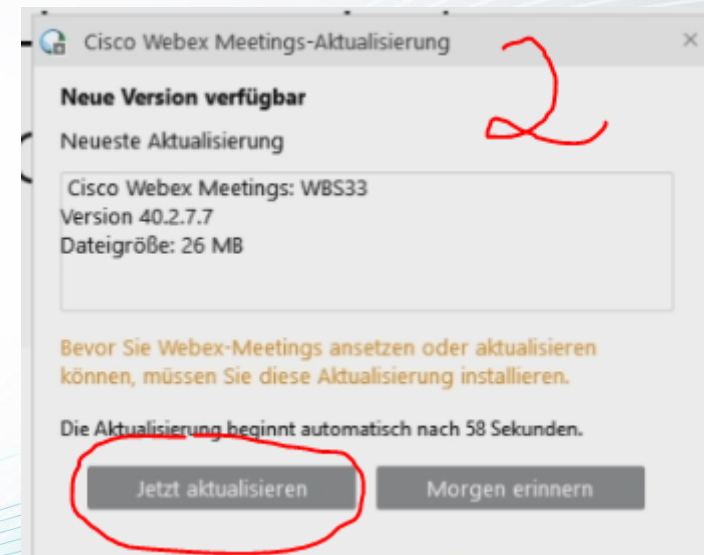 Cisco Webex Meetings-Aktualisierung
2
Neue Version verfügbar
Neueste Aktualisierung
Cisco Webex Meetings: WBS33
Version 40.2.7.7
Dateigröße: 26 MB
Bevor Sie Webex-Meetings ansetzen oder aktualisieren
können, müssen Sie diese Aktualisierung installieren.
Die Aktualisierung beginnt automatisch nach 58 Sekunden.
Jetzt aktualisieren
Morgen erinnern